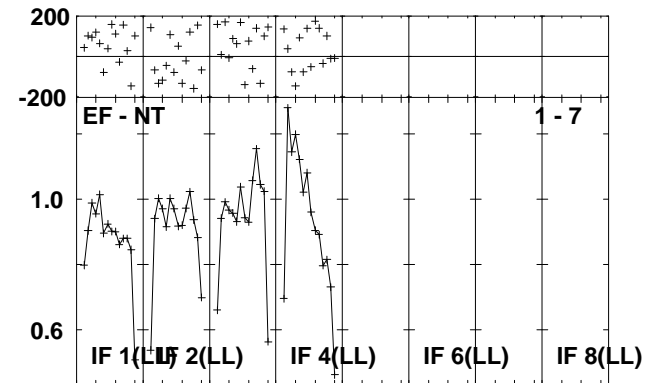 200
-200
EF - NT 1 - 7
1.0
0.6
IF 1(LL) IF 2(LL) IF 4(LL) IF 6(LL) IF 8(LL)